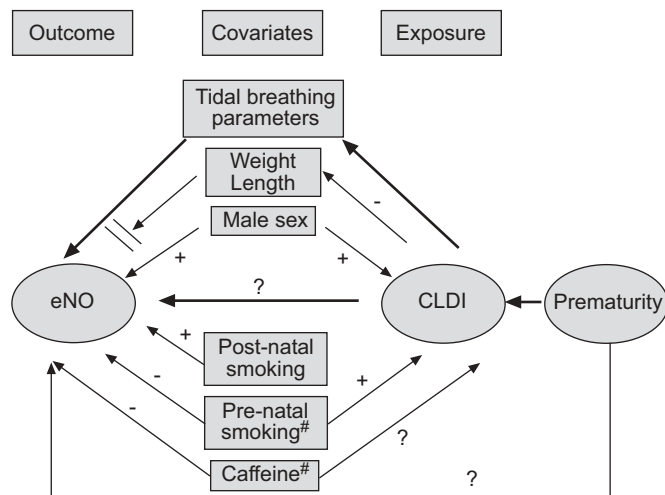 Outcome
Covariates
Exposure
Tidal breathing
parameters
Weight
Length
-
Male sex
+
+
eNO
?
CLDI
Prematurity
+
Post-natal
smoking
-
+
Pre-natal
smoking#
-
?
Caffeine#
?